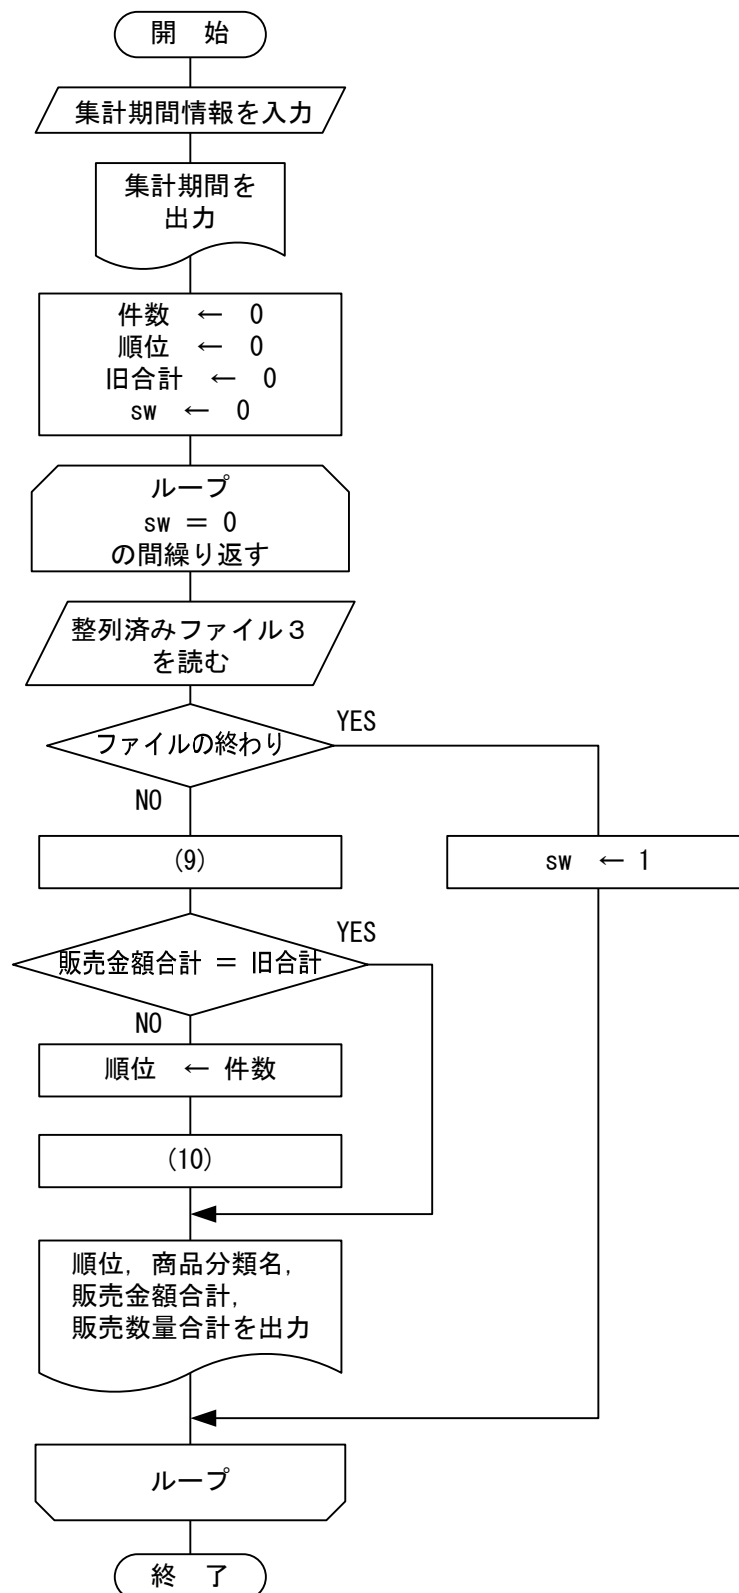 開　始
集計期間情報を入力
集計期間を
出力
件数　←　0
順位　←　0
旧合計　←　0
sw　←　0
ループ
sw ＝ 0
の間繰り返す
整列済みファイル３
を読む
ファイルの終わり
YES
NO
(9)
sw　← 1
販売金額合計 ＝ 旧合計
YES
NO
順位　← 件数
(10)
順位，商品分類名，
販売金額合計，
販売数量合計を出力
ループ
終　了